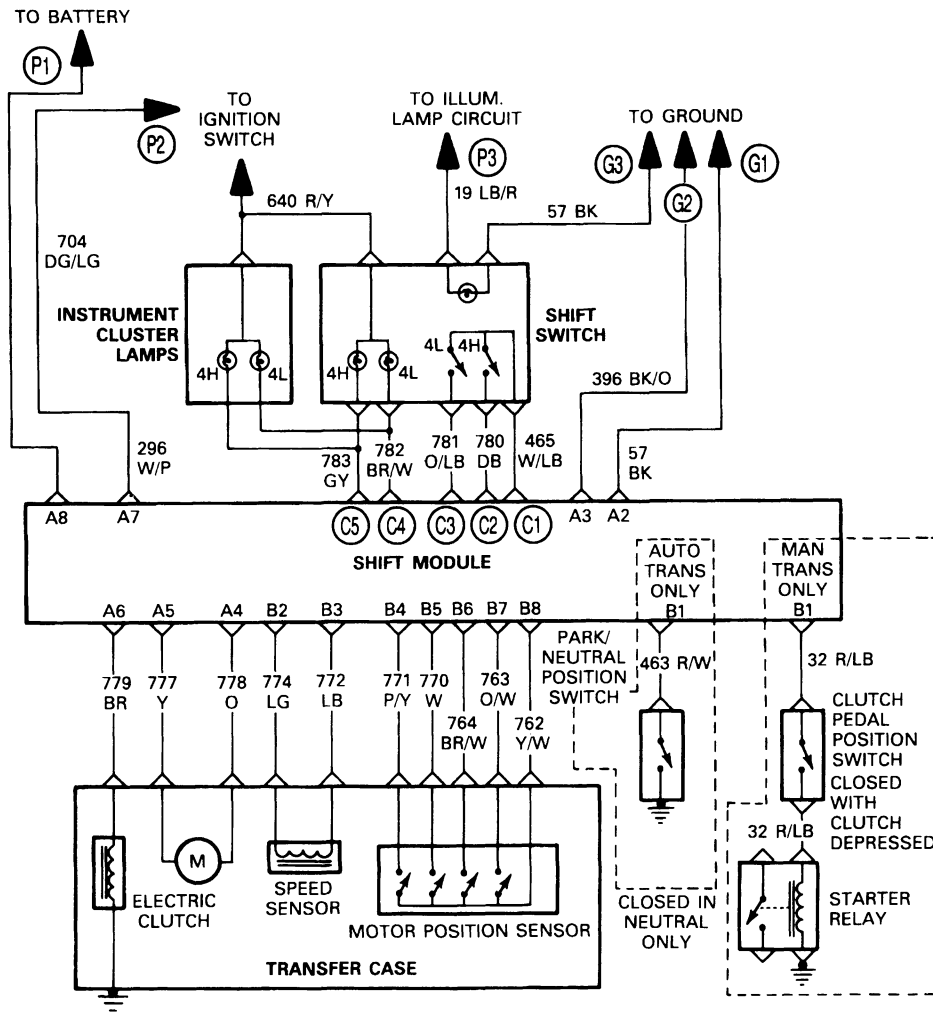 TO BATTERY
P1
P2
TO
IGNITION
SWITCH
TO ILLUM.
LAMP CIRCUIT
P3
TO GROUND
G3
G2
G1
640 R/Y
19 LB/R
57 BK
704
DG/LG
INSTRUMENT
CLUSTER
LAMPS
4H
4L
4H
4L
4L
4H
SHIFT
SWITCH
396 BK/O
296
W/P
783
GY
782
BR/W
781
O/LB
780
DB
465
W/LB
57
BK
A8
A7
C5
C4
C3
C2
C1
A3
A2
SHIFT MODULE
AUTO
TRANS
ONLY
B1
MAN
TRANS
ONLY
B1
A6
A5
A4
B2
B3
B4
B5
B6
B7
B8
PARK/
NEUTRAL
POSITION
SWITCH
463 R/W
32 R/LB
779
BR
777
Y
778
O
774
LG
772
LB
771
P/Y
770
W
764
BR/W
763
O/W
762
Y/W
CLUTCH
PEDAL
POSITION
SWITCH
CLOSED
WITH
CLUTCH
DEPRESSED
32 R/LB
M
ELECTRIC
CLUTCH
SPEED
SENSOR
MOTOR POSITION SENSOR
TRANSFER CASE
CLOSED IN
NEUTRAL
ONLY
STARTER
RELAY